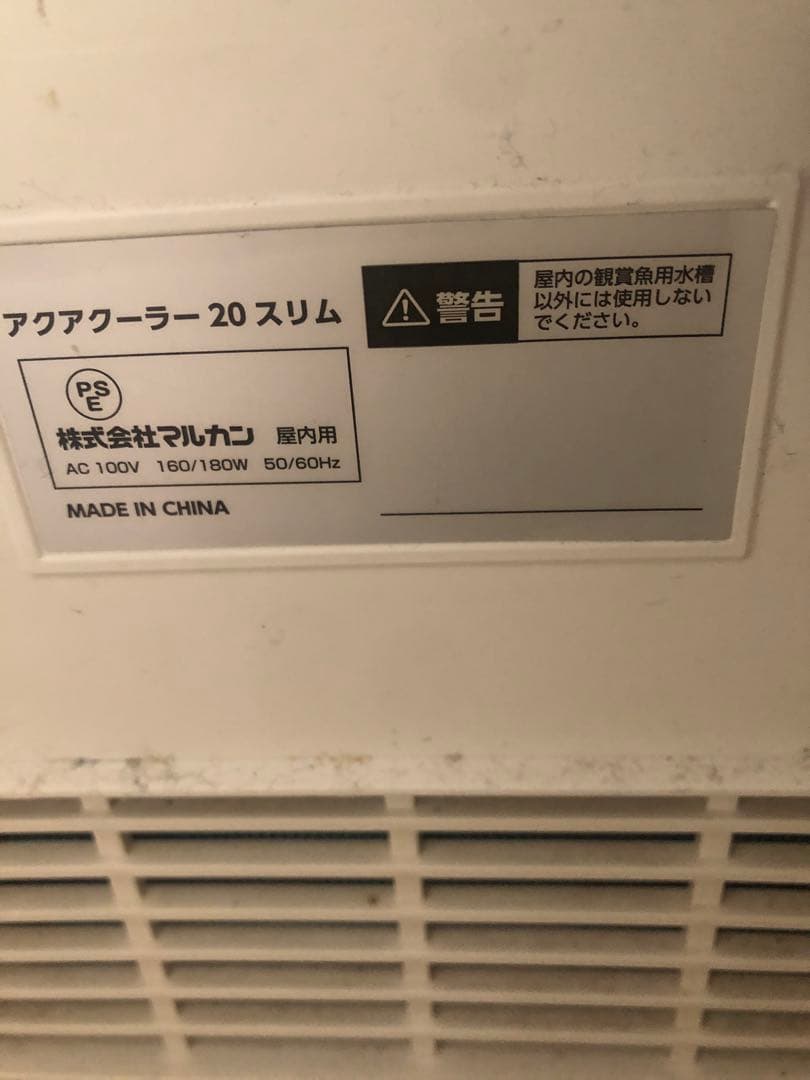 アクアクーラー 20 スリム
警告
屋内の観賞魚用水槽
以外には使用しない
でください。
PSE
株式会社マルカン 屋内用
AC 100V 160/180W 50/60Hz
MADE IN CHINA